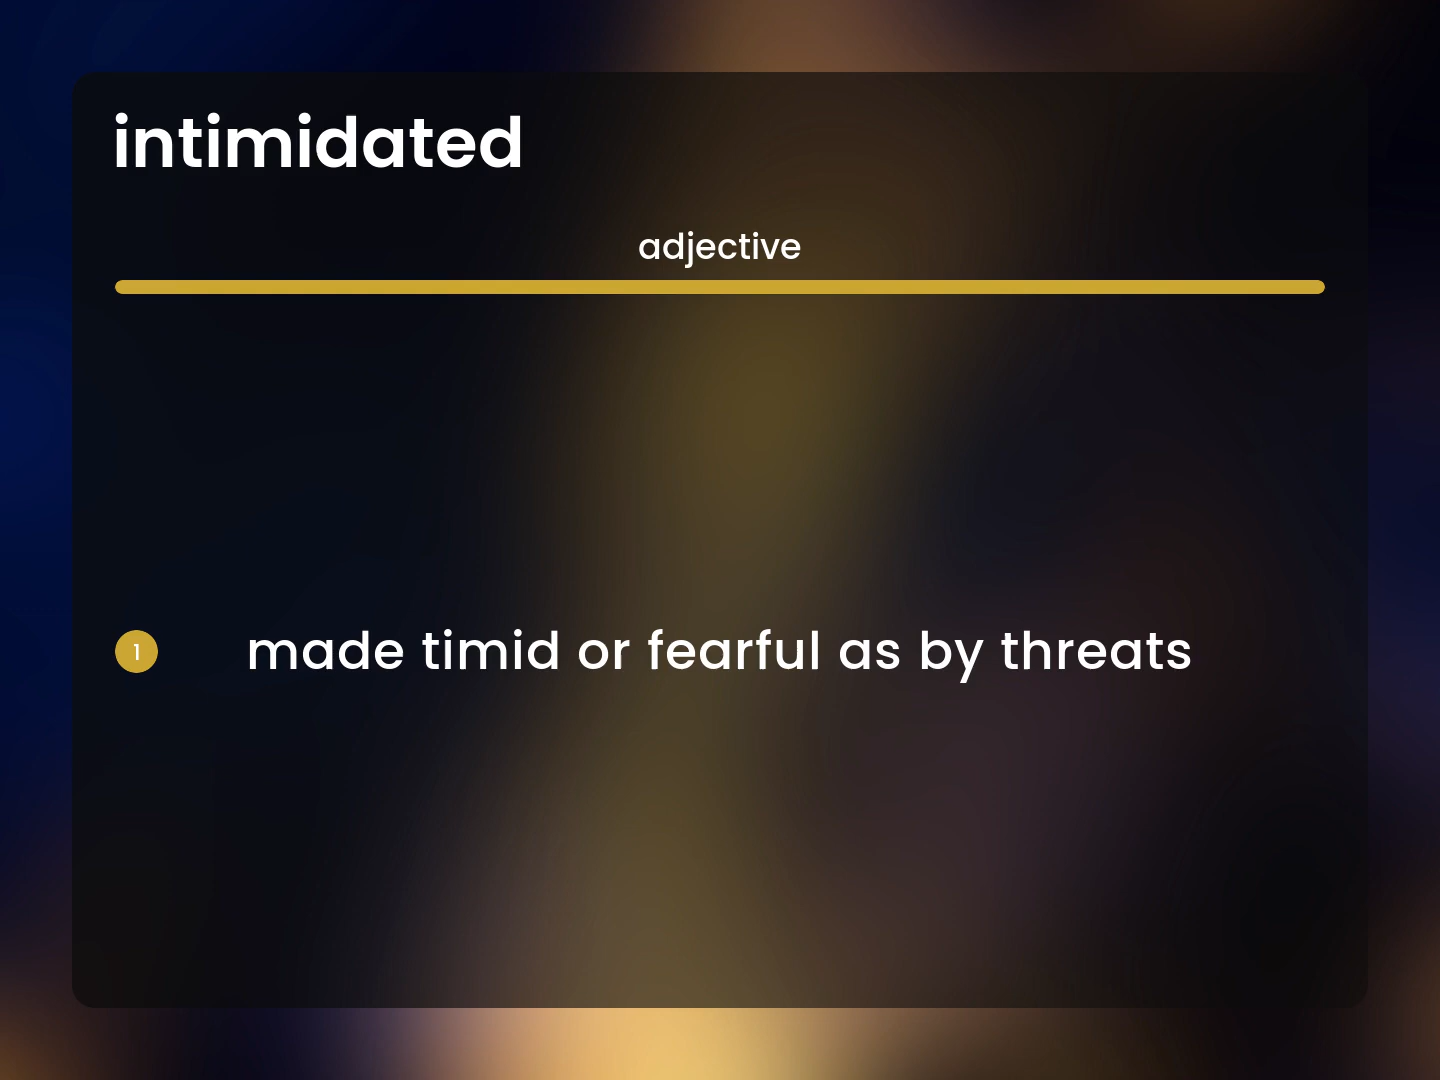 intimidated
adjective
1 made timid or fearful as by threats